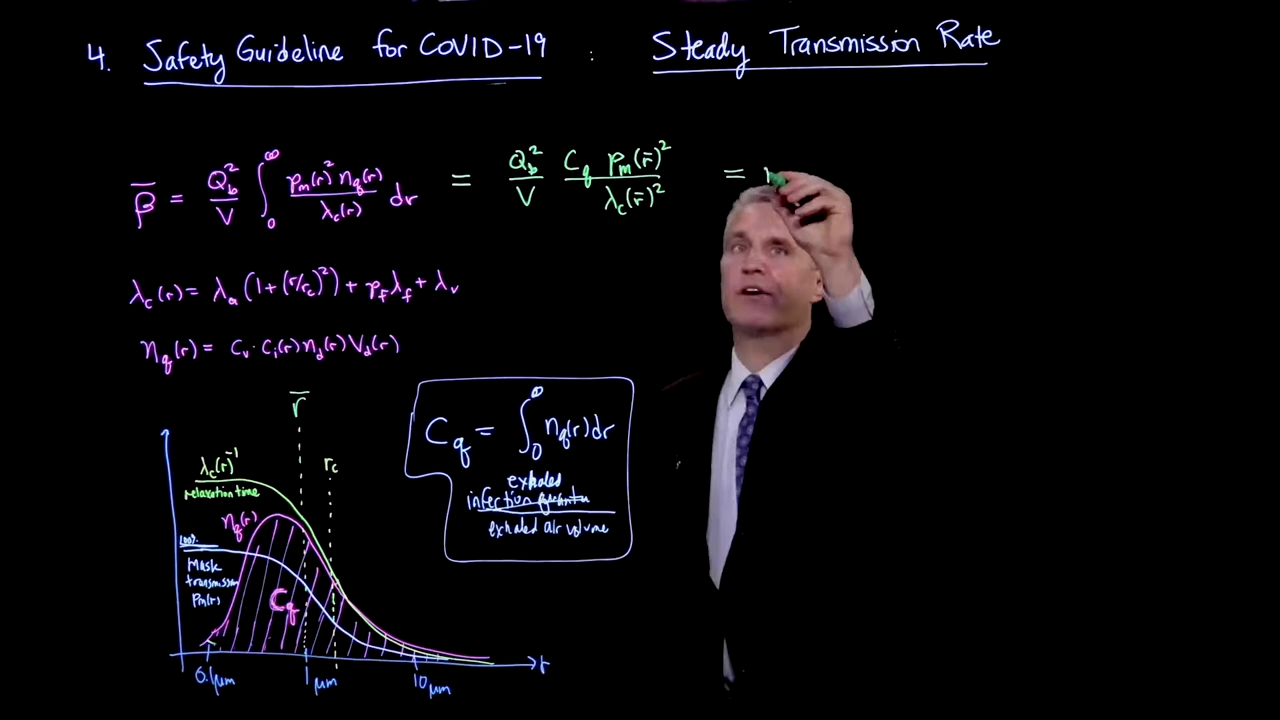 4. Safety Guideline for COVID-19 : Steady Transmission Rate
β̄ = Q_b²/V ∫₀^∞ p_m(r)² n_q(r)/λ_c(r) dr = Q_b²/V C_q p_m(r̄)²/λ_c(r̄)² =
λ_c(r) = λ_a (1+(r/r_c)²) + p_f λ_f + λ_v
n_q(r) = c_v · c_i(r) n_d(r) V_d(r)
r̄
r_c
λ_c(r)⁻¹
relaxation time
n_q(r)
100%
Mask
transmission
p_m(r)
C_q
0.1μm 1 μm 10μm r
C_q = ∫₀^∞ n_q(r)dr
exhaled
infection quanta
exhaled air volume